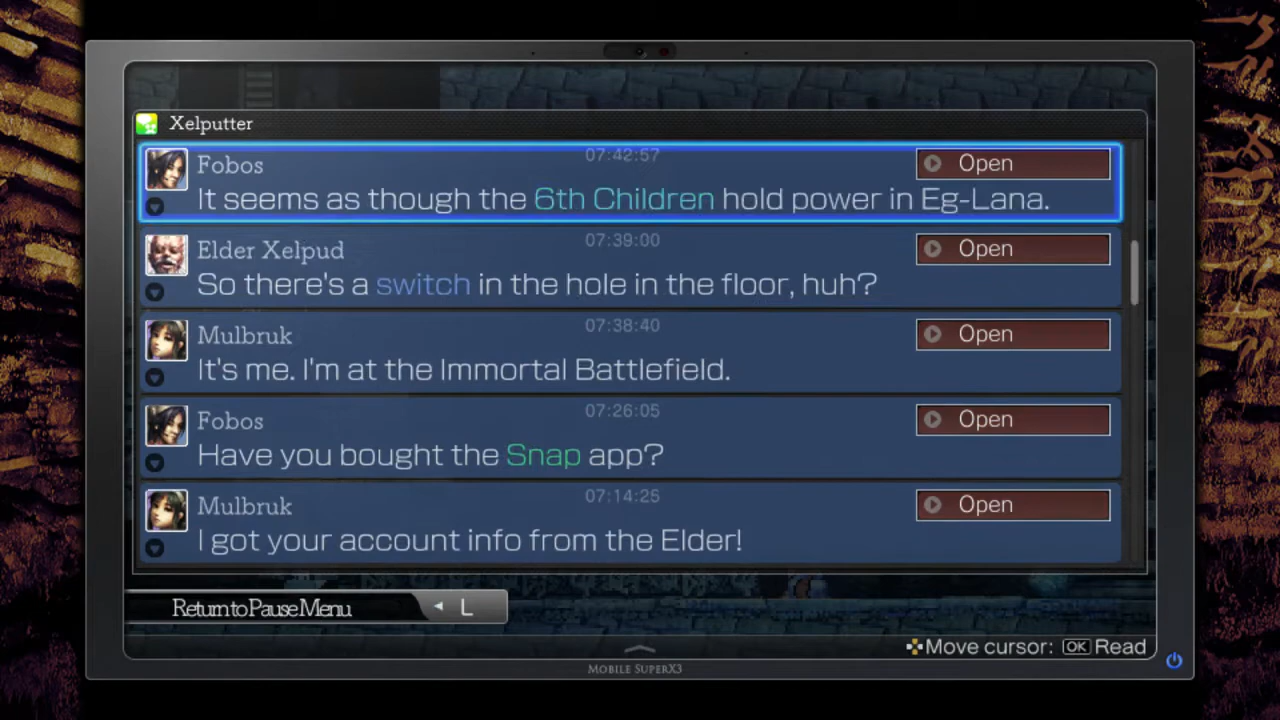 Xelputter
Fobos 07:42:57 Open
It seems as though the 6th Children hold power in Eg-Lana.
Elder Xelpud 07:39:00 Open
So there's a switch in the hole in the floor, huh?
Mulbruk 07:38:40 Open
It's me. I'm at the Immortal Battlefield.
Fobos 07:26:05 Open
Have you bought the Snap app?
Mulbruk 07:14:25 Open
I got your account info from the Elder!
Return to Pause Menu L
Move cursor: OK Read
MOBILE SUPERX3